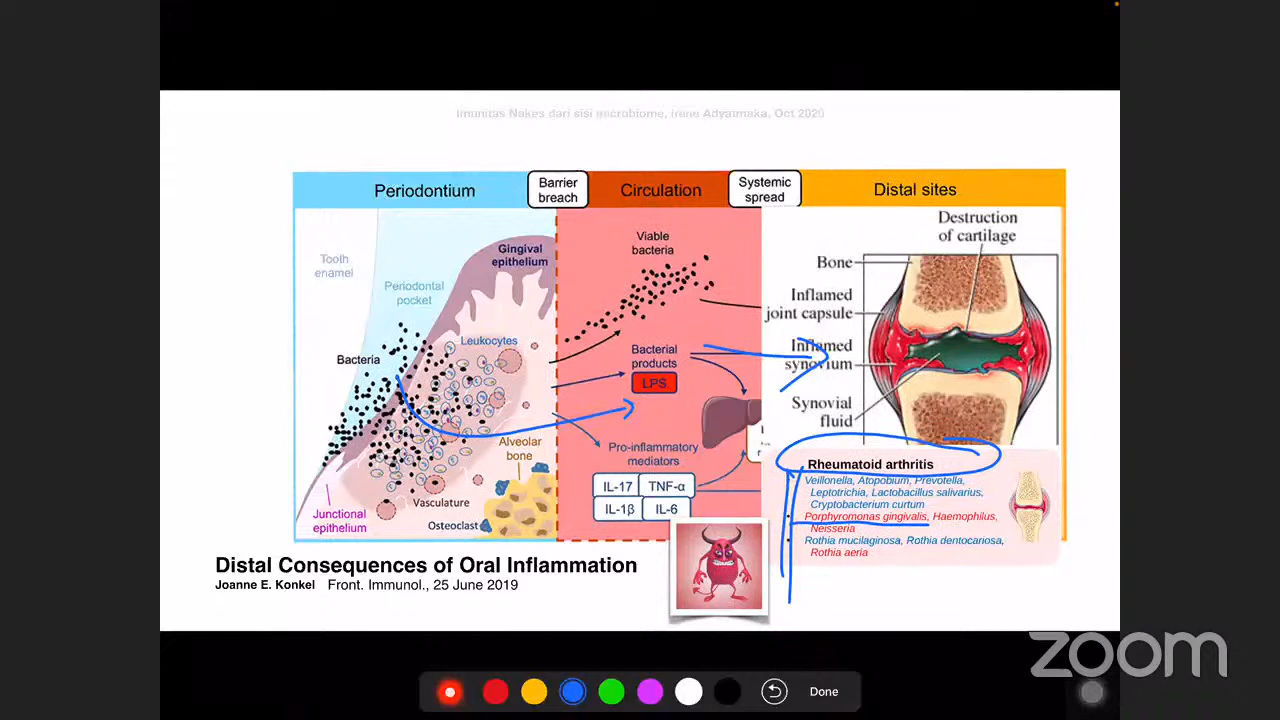 Imunitas Nakes dari sisi microbiome, Irene Adyatmaka, Oct 2020
Periodontium
Barrier
breach
Circulation
Systemic
spread
Distal sites
Tooth
enamel
Periodontal
pocket
Gingival
epithelium
Bacteria
Leukocytes
Alveolar
bone
Vasculature
Osteoclast
Junctional
epithelium
Viable
bacteria
Bacterial
products
LPS
Pro-inflammatory
mediators
IL-17
TNF-α
IL-1β
IL-6
Destruction
of cartilage
Bone
Inflamed
joint capsule
Inflamed
synovium
Synovial
fluid
Rheumatoid arthritis
Veillonella, Atopobium, Prevotella,
Leptotrichia, Lactobacillus salivarius,
Cryptobacterium curtum
Porphyromonas gingivalis, Haemophilus,
Neisseria
Rothia mucilaginosa, Rothia dentocariosa,
Rothia aeria
Distal Consequences of Oral Inflammation
Joanne E. Konkel Front. Immunol., 25 June 2019
zoom
Done